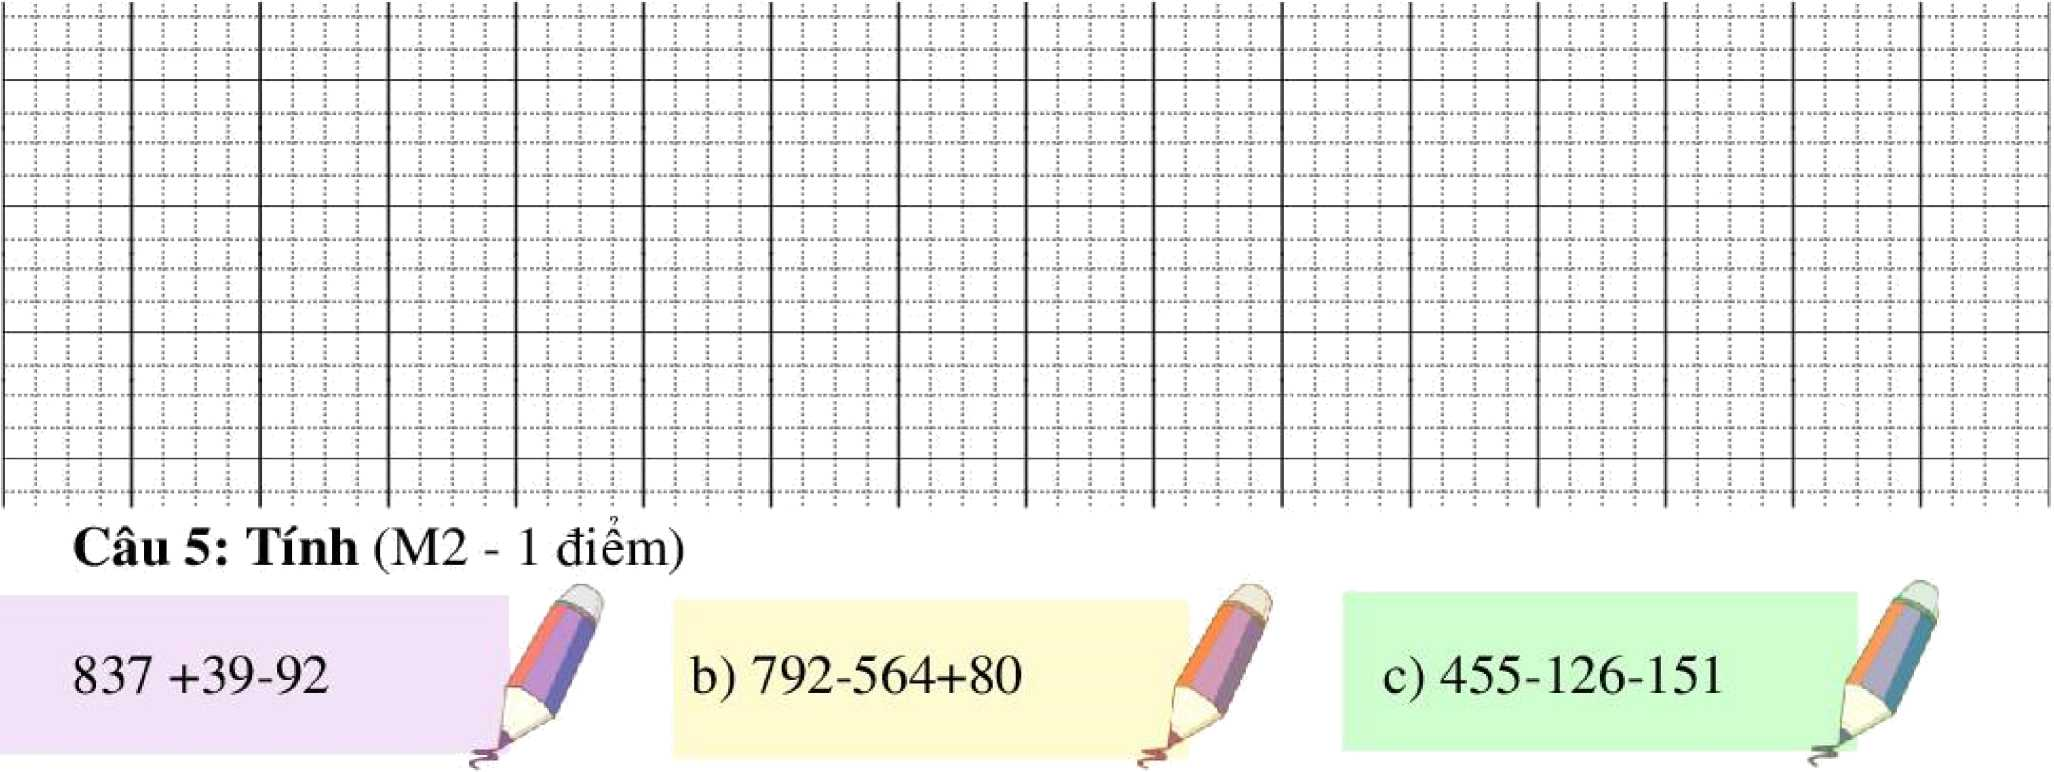 Câu 5: Tính (M2 - 1 điểm)
837 +39-92
b) 792-564+80
c) 455-126-151